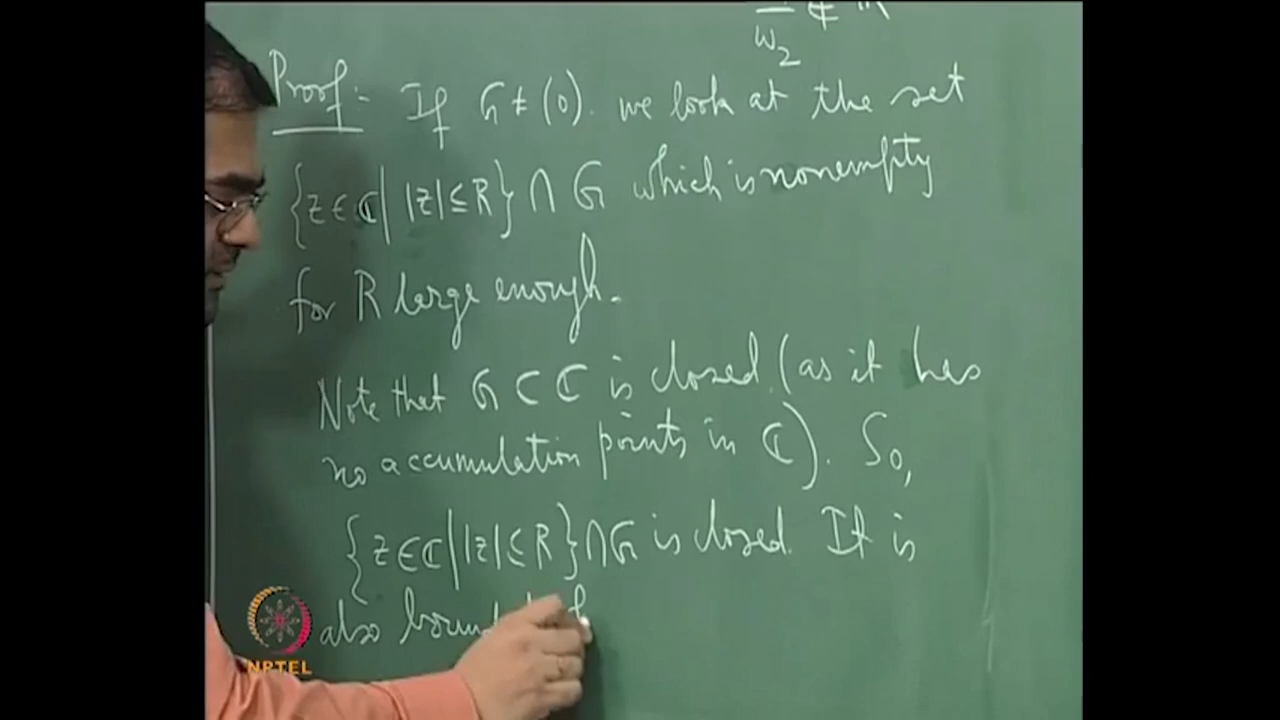 w₂ ∉ ℝ
Proof:- If G ≠ (0). we look at the set
{z ∈ ℂ | |z| ≤ R} ∩ G which is nonempty
for R large enough.
Note that G ⊂ ℂ is closed (as it has
no accumulation points in ℂ). So,
{z ∈ ℂ | |z| ≤ R} ∩ G is closed. It is
also
NPTEL